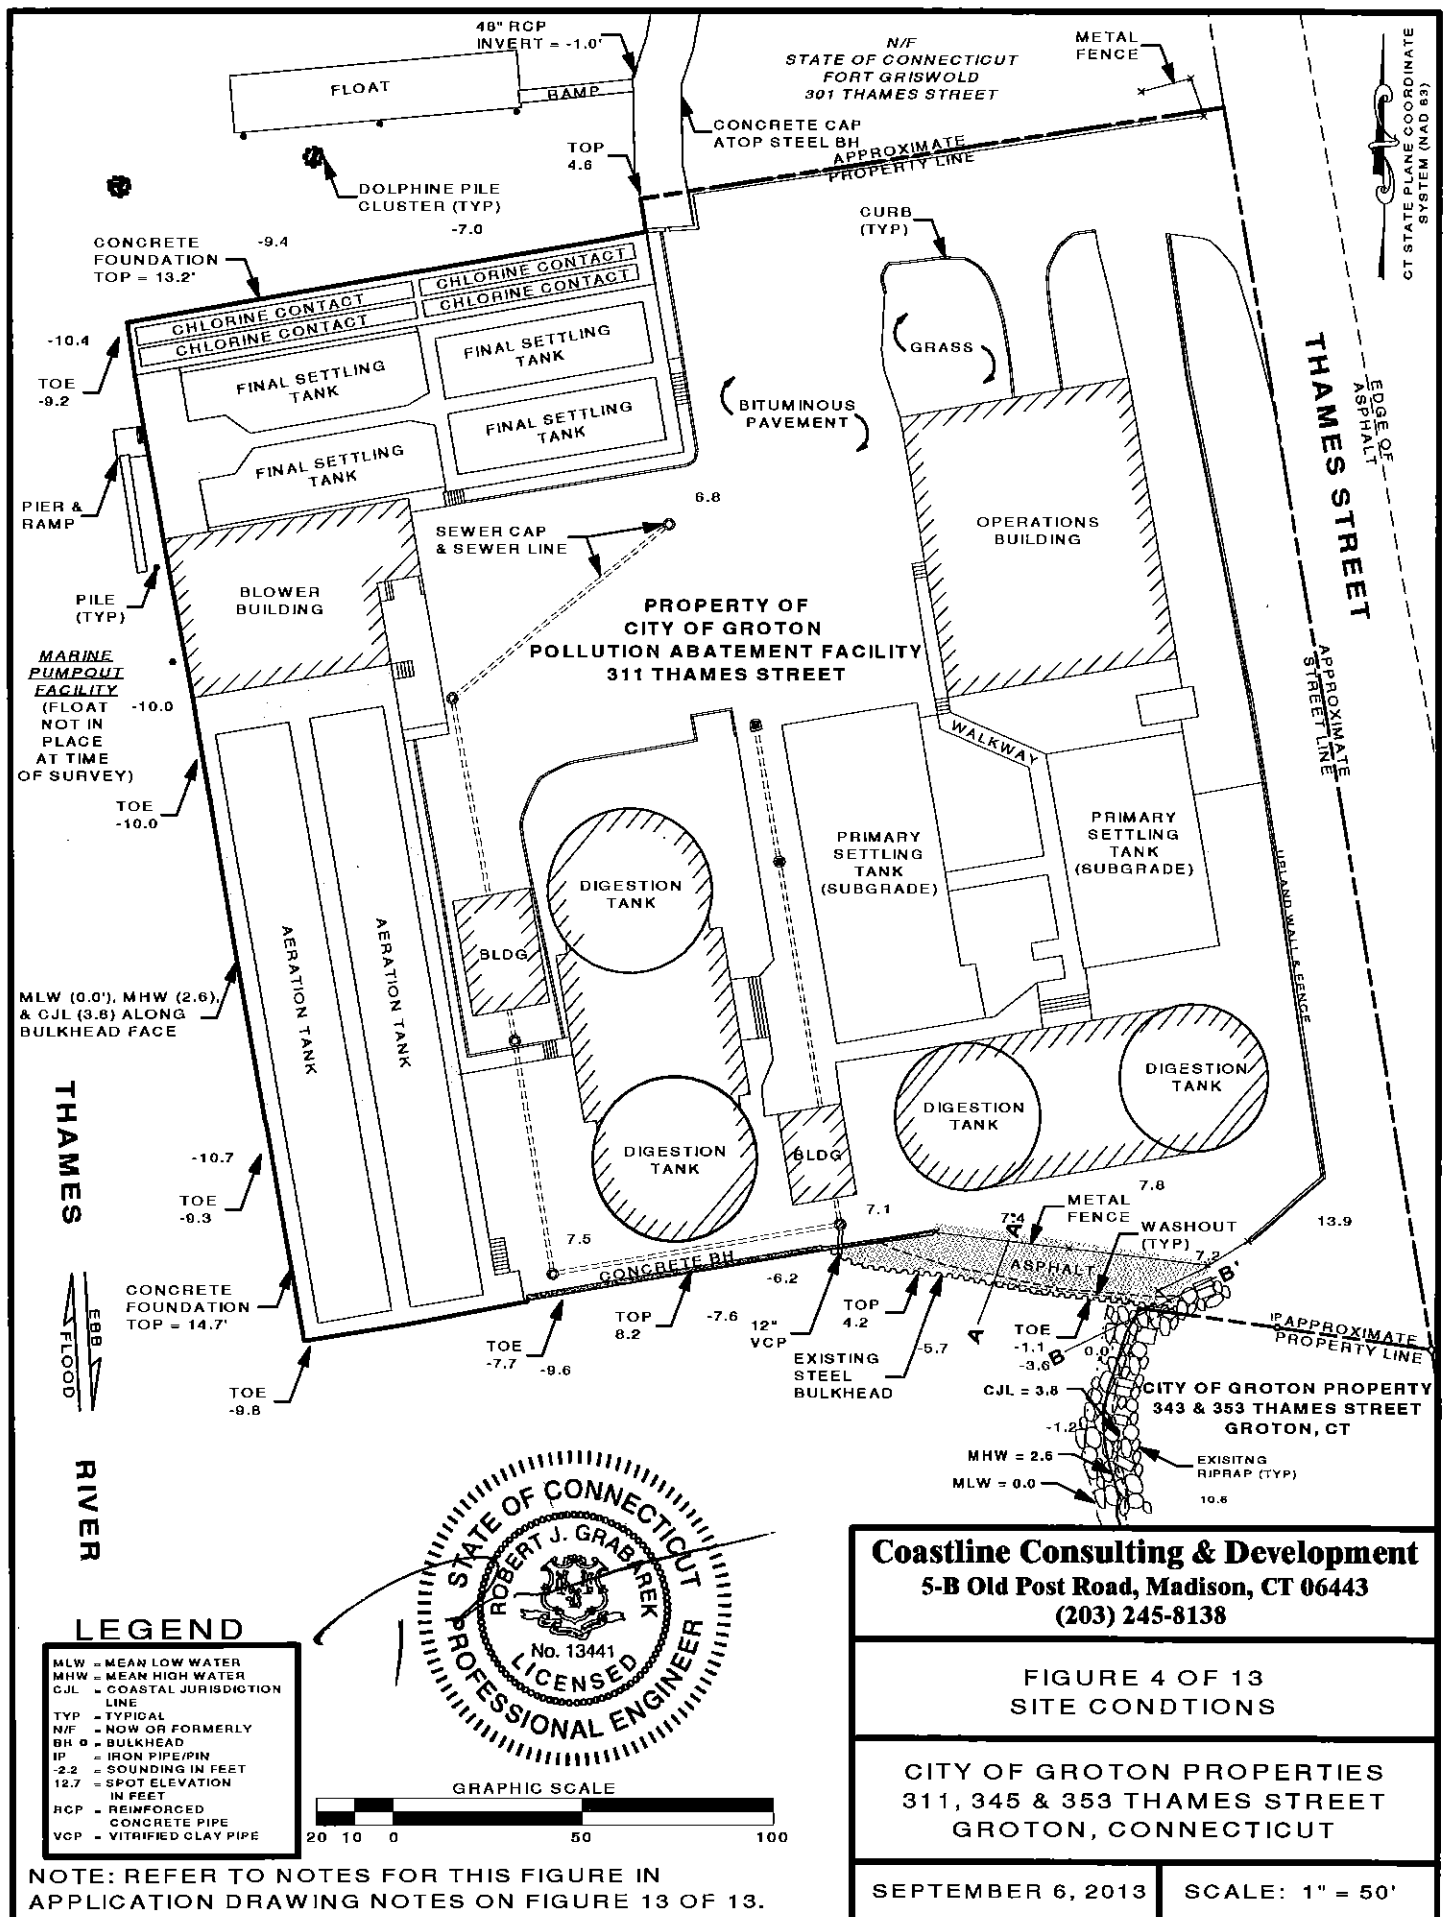 48" RCP
INVERT = -1.0'
N/F
STATE OF CONNECTICUT
FORT GRISWOLD
301 THAMES STREET
METAL
FENCE
CT STATE PLANE COORDINATE
SYSTEM (NAD 83)
FLOAT
RAMP
CONCRETE CAP
ATOP STEEL BH
APPROXIMATE
PROPERTY LINE
TOP
4.6
DOLPHINE PILE
CLUSTER (TYP)
-7.0
-9.4
CONCRETE
FOUNDATION
TOP = 13.2'
CURB
(TYP)
CHLORINE CONTACT
CHLORINE CONTACT
CHLORINE CONTACT
CHLORINE CONTACT
-10.4
TOE
-9.2
FINAL SETTLING
TANK
FINAL SETTLING
TANK
FINAL SETTLING
TANK
FINAL SETTLING
TANK
GRASS
BITUMINOUS
PAVEMENT
THAMES STREET
EDGE OF
ASPHALT
PIER &
RAMP
6.8
SEWER CAP
& SEWER LINE
OPERATIONS
BUILDING
BLOWER
BUILDING
PILE
(TYP)
PROPERTY OF
CITY OF GROTON
POLLUTION ABATEMENT FACILITY
311 THAMES STREET
MARINE
PUMPOUT
FACILITY
(FLOAT
NOT IN
PLACE
AT TIME
OF SURVEY)
-10.0
APPROXIMATE
STREET LINE
WALKWAY
TOE
-10.0
PRIMARY
SETTLING
TANK
(SUBGRADE)
PRIMARY
SETTLING
TANK
(SUBGRADE)
DIGESTION
TANK
UPLAND WALL & FENCE
AERATION TANK
AERATION TANK
BLDG
MLW (0.0'), MHW (2.6),
& CJL (3.8) ALONG
BULKHEAD FACE
DIGESTION
TANK
DIGESTION
TANK
DIGESTION
TANK
BLDG
THAMES
RIVER
-10.7
TOE
-9.3
7.8
METAL
FENCE
WASHOUT
(TYP)
13.9
7.1
7.4
A'
7.2
7.5
CONCRETE BH
ASPHALT
B'
-6.2
CONCRETE
FOUNDATION
TOP = 14.7'
EBB
FLOOD
TOP
8.2
-7.6
12"
VCP
TOP
4.2
A
TOE
-1.1
-3.6
B
0.0
IP
APPROXIMATE
PROPERTY LINE
TOE
-7.7
-9.6
-5.7
EXISTING
STEEL
BULKHEAD
TOE
-9.8
CJL = 3.8
CITY OF GROTON PROPERTY
343 & 353 THAMES STREET
GROTON, CT
-1.2
MHW = 2.6
MLW = 0.0
EXISITNG
RIPRAP (TYP)
10.6
STATE OF CONNECTICUT
ROBERT J. GRABAREK
No. 13441
LICENSED
PROFESSIONAL ENGINEER
LEGEND
MLW = MEAN LOW WATER
MHW = MEAN HIGH WATER
CJL = COASTAL JURISDICTION
LINE
TYP = TYPICAL
N/F = NOW OR FORMERLY
BH = BULKHEAD
IP = IRON PIPE/PIN
-2.2 = SOUNDING IN FEET
12.7 = SPOT ELEVATION
IN FEET
RCP = REINFORCED
CONCRETE PIPE
VCP = VITRIFIED CLAY PIPE
GRAPHIC SCALE
20 10 0 50 100
NOTE: REFER TO NOTES FOR THIS FIGURE IN
APPLICATION DRAWING NOTES ON FIGURE 13 OF 13.
Coastline Consulting & Development
5-B Old Post Road, Madison, CT 06443
(203) 245-8138
FIGURE 4 OF 13
SITE CONDTIONS
CITY OF GROTON PROPERTIES
311, 345 & 353 THAMES STREET
GROTON, CONNECTICUT
SEPTEMBER 6, 2013
SCALE: 1" = 50'